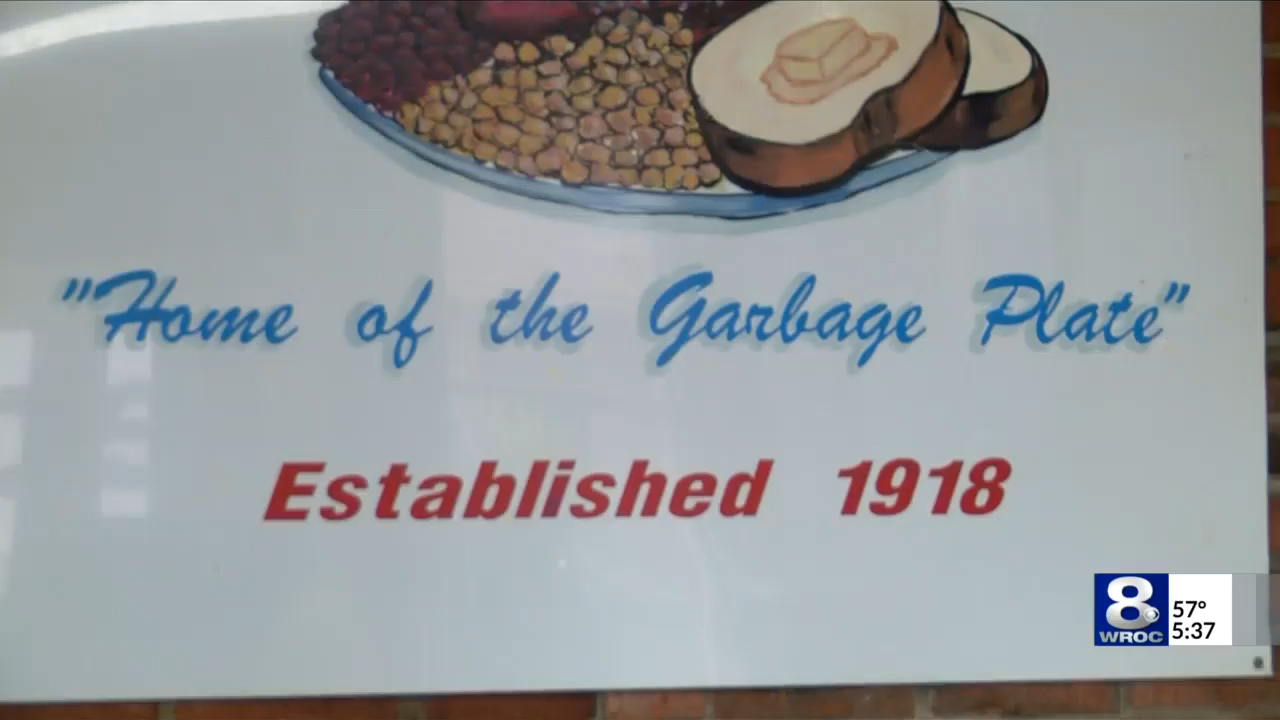 "Home of the Garbage Plate"
Established 1918
8
WROC
57°
5:37